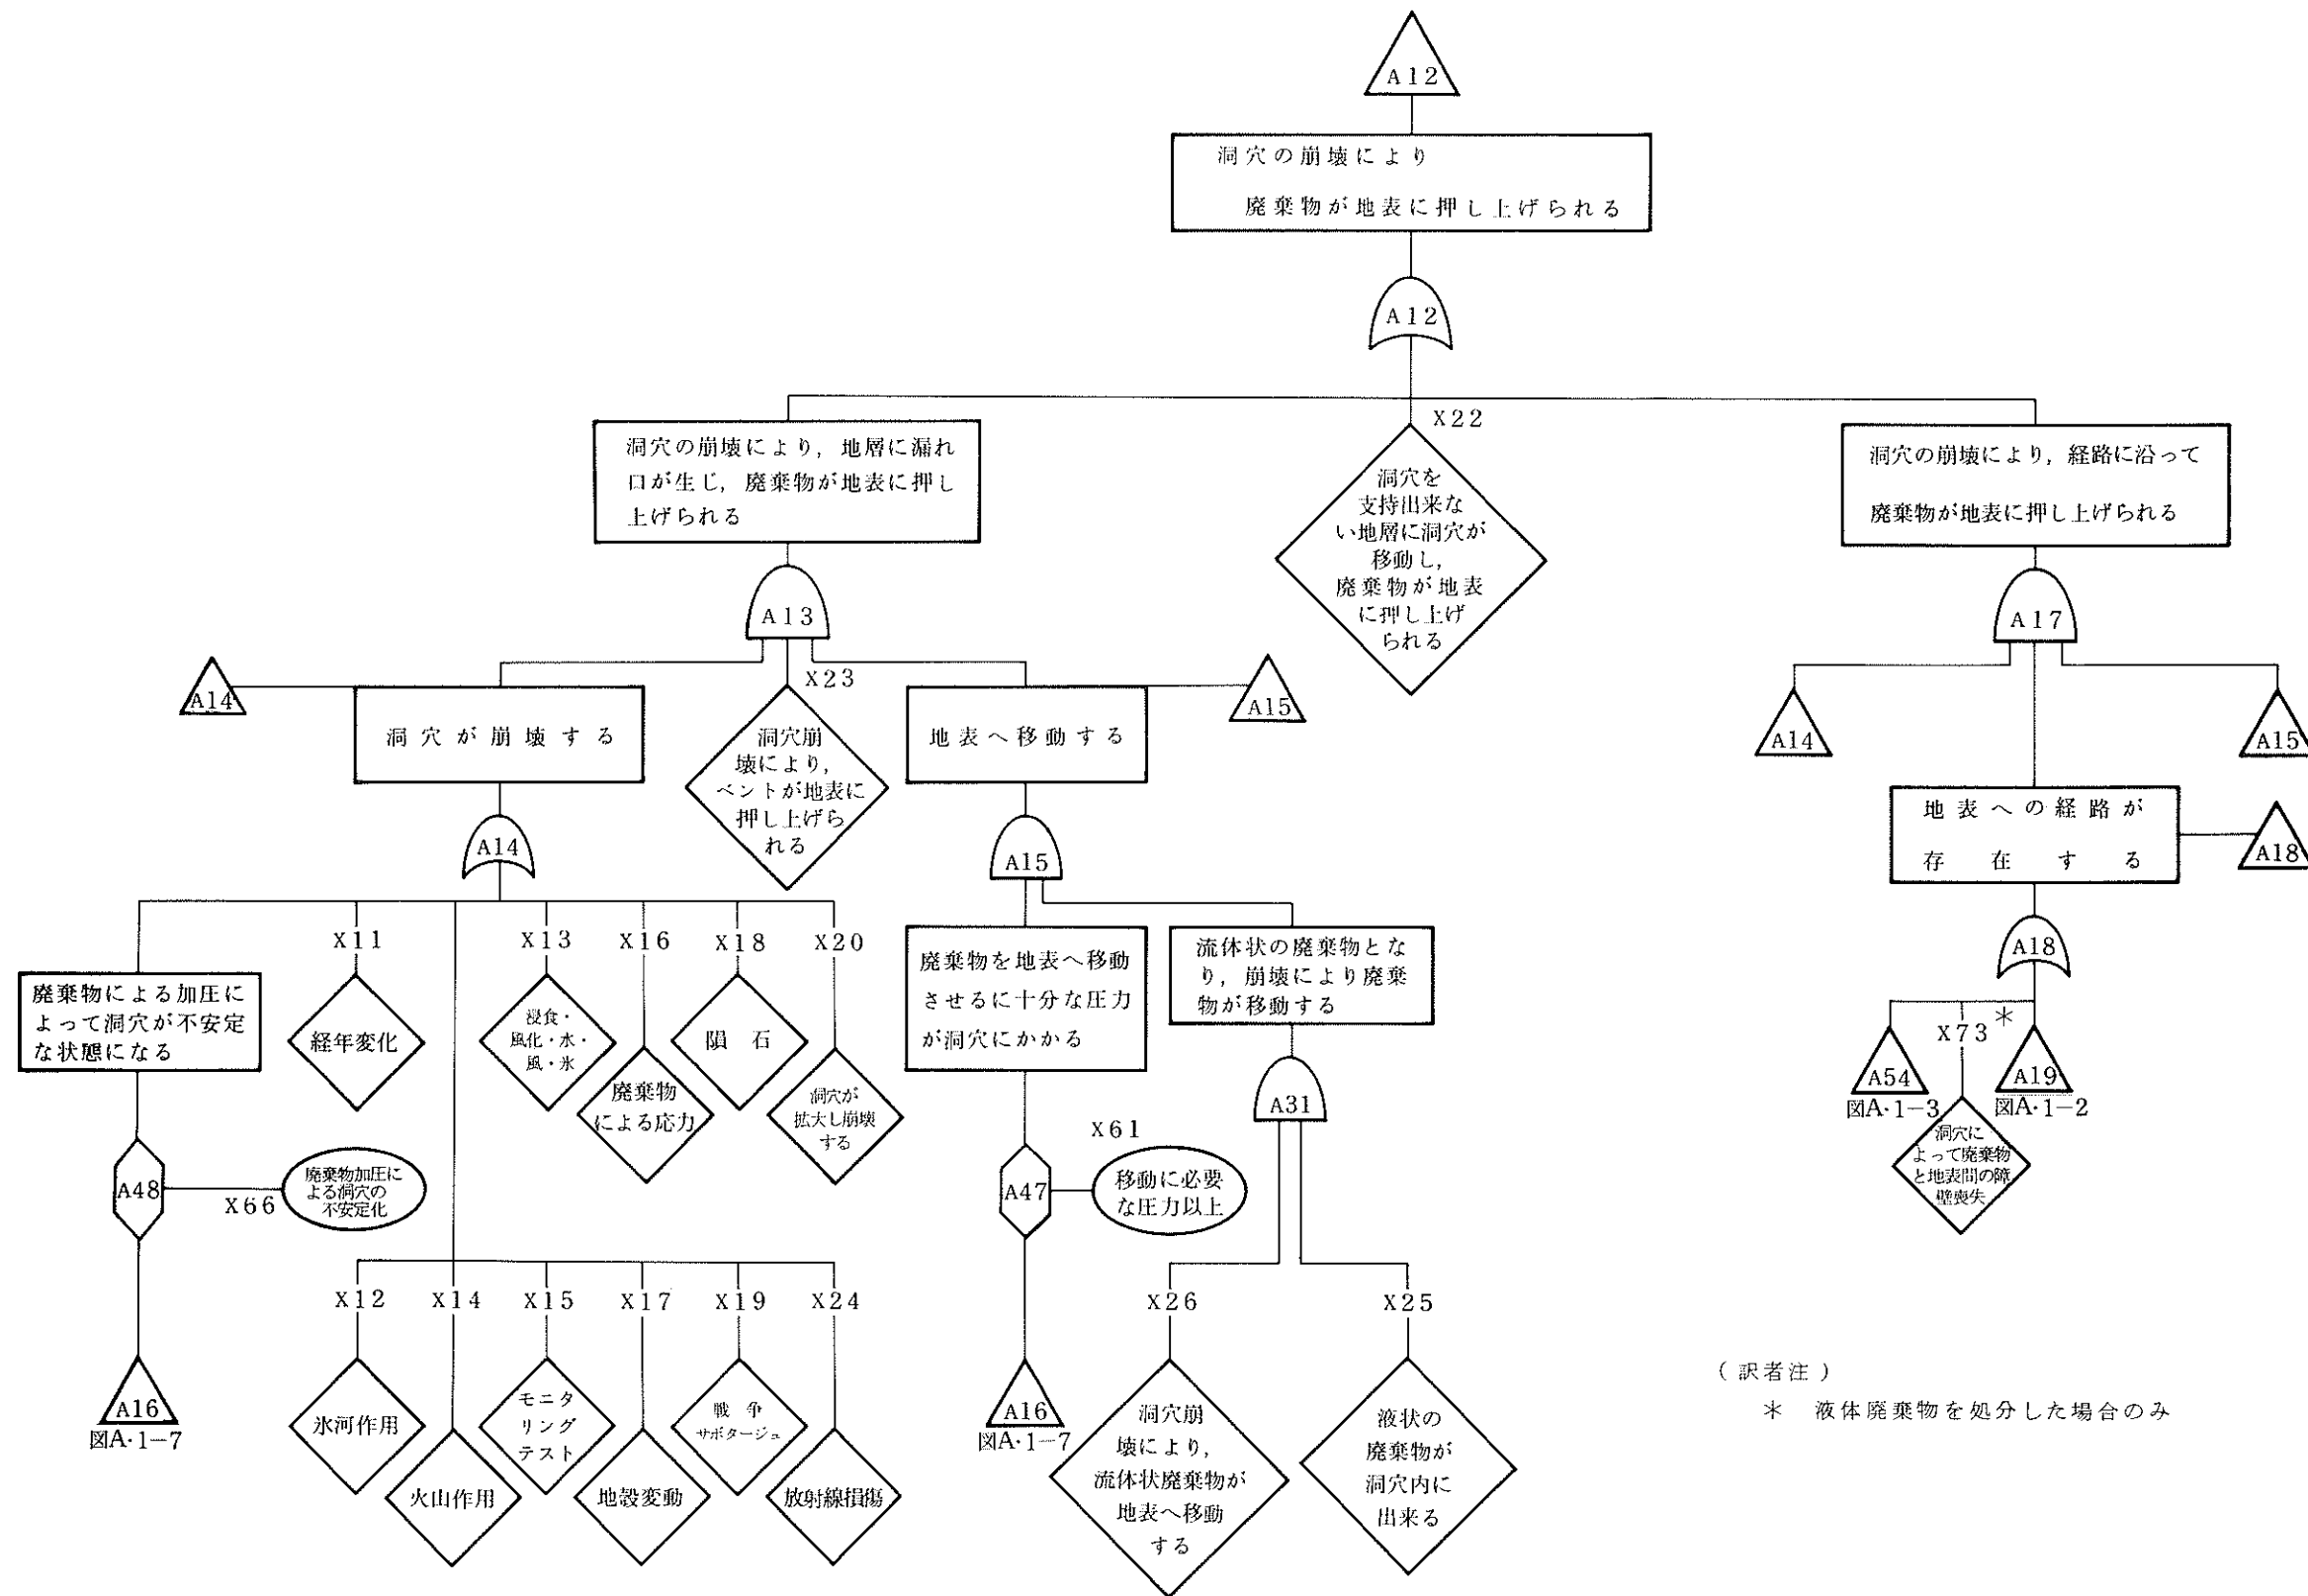 A12
洞穴の崩壊により
廃棄物が地表に押し上げられる
A12
X22
洞穴の崩壊により，地層に漏れ
口が生じ，廃棄物が地表に押し
上げられる
洞穴を
支持出来な
い地層に洞穴が
移動し，
廃棄物が地表
に押し上げ
られる
洞穴の崩壊により，経路に沿って
廃棄物が地表に押し上げられる
A13
A17
A14
洞穴が崩壊する
X23
洞穴崩
壊により，
ベントが地表に
押し上げら
れる
地表へ移動する
A15
A14
A15
地表への経路が
存在する
A18
A14
A15
A18
X11
X13
X16
X18
X20
廃棄物による加圧に
よって洞穴が不安定
な状態になる
経年変化
浸食・
風化・水・
風・氷
廃棄物
による応力
隕石
洞穴が
拡大し崩壊
する
廃棄物を地表へ移動
させるに十分な圧力
が洞穴にかかる
流体状の廃棄物とな
り，崩壊により廃棄
物が移動する
X73
＊
A54
図A·1−3
A19
図A·1−2
洞穴に
よって廃棄物
と地表間の障
壁喪失
A31
A48
X66
廃棄物加圧に
よる洞穴の
不安定化
A47
X61
移動に必要
な圧力以上
X12
X14
X15
X17
X19
X24
X26
X25
A16
図A·1−7
氷河作用
火山作用
モニタ
リング
テスト
地殻変動
戦争
サボタージュ
放射線損傷
A16
図A·1−7
洞穴崩
壊により，
流体状廃棄物が
地表へ移動
する
液状の
廃棄物が
洞穴内に
出来る
（訳者注）
＊　液体廃棄物を処分した場合のみ